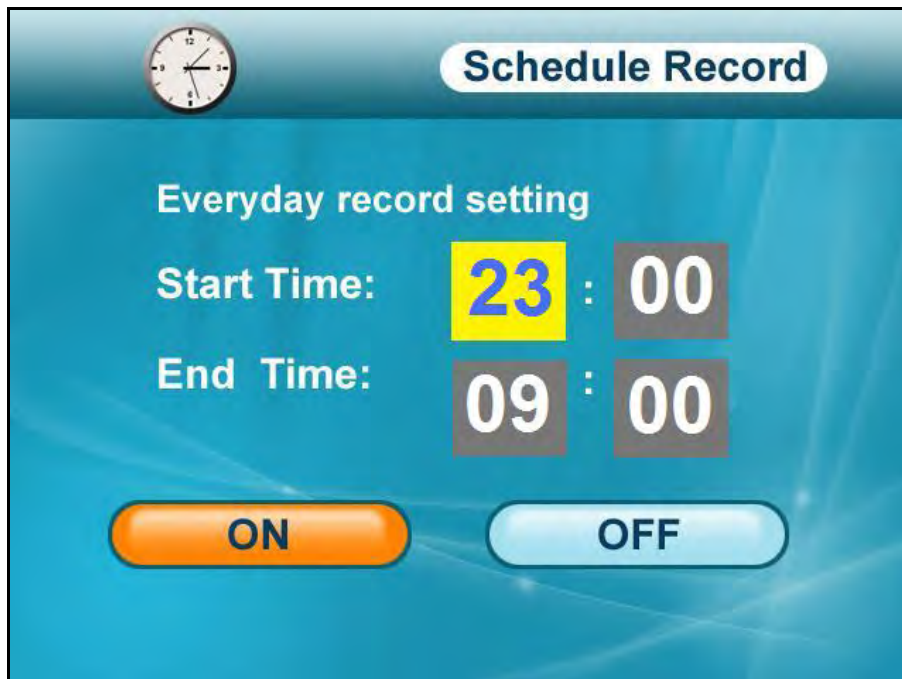 Schedule Record
Everyday record setting
Start Time: 23 : 00
End Time: 09 : 00
ON OFF